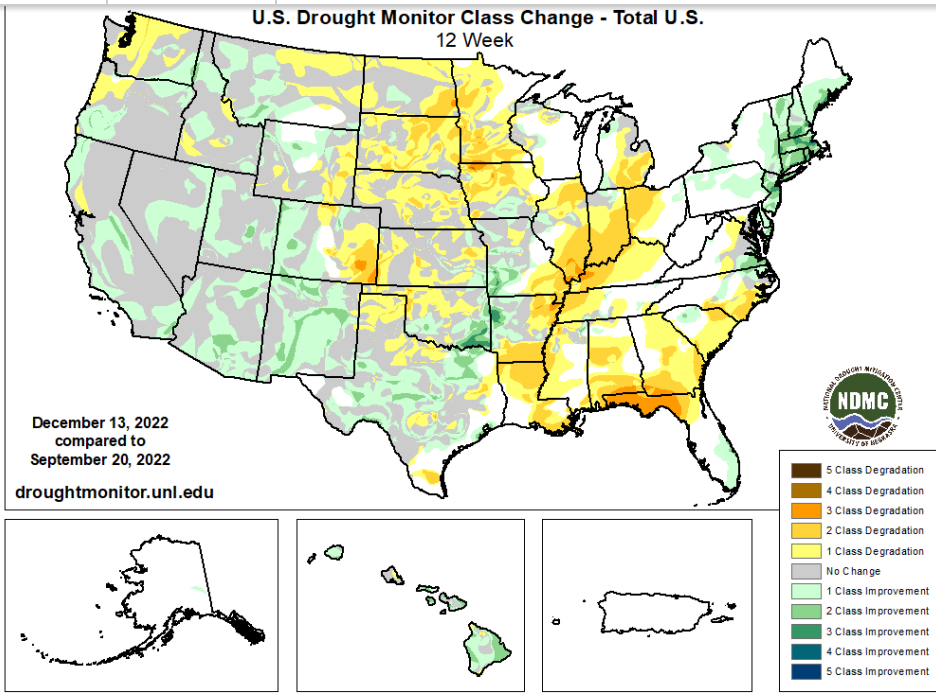 U.S. Drought Monitor Class Change - Total U.S.
12 Week
December 13, 2022
compared to
September 20, 2022
droughtmonitor.unl.edu
NATIONAL DROUGHT MITIGATION CENTER
NDMC
UNIVERSITY OF NEBRASKA
5 Class Degradation
4 Class Degradation
3 Class Degradation
2 Class Degradation
1 Class Degradation
No Change
1 Class Improvement
2 Class Improvement
3 Class Improvement
4 Class Improvement
5 Class Improvement